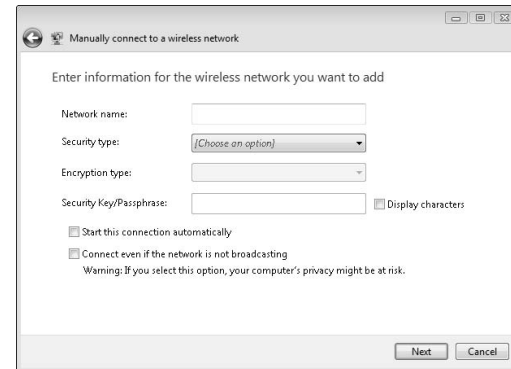 Manually connect to a wireless network
Enter information for the wireless network you want to add
Network name:
Security type: [Choose an option]
Encryption type:
Security Key/Passphrase: Display characters
Start this connection automatically
Connect even if the network is not broadcasting
Warning: If you select this option, your computer's privacy might be at risk.
Next Cancel